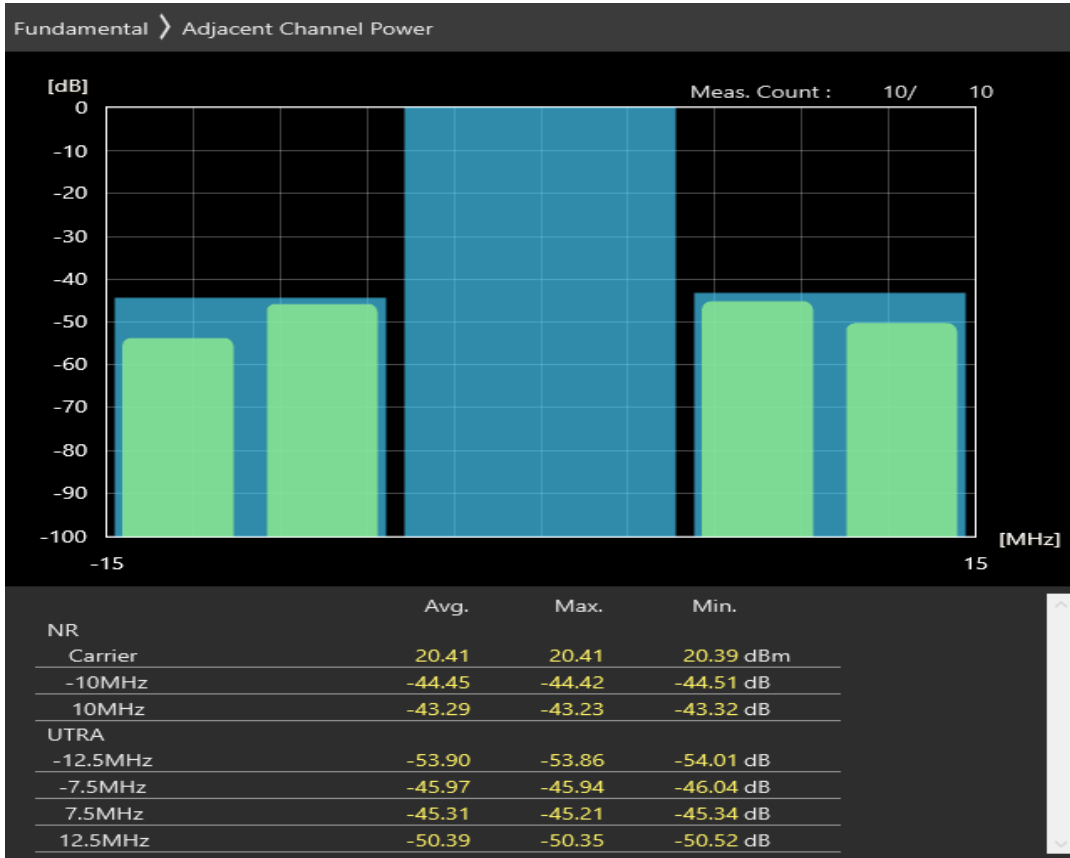 Fundamental 〉 Adjacent Channel Power
[dB]
Meas. Count : 10/ 10
0
-10
-20
-30
-40
-50
-60
-70
-80
-90
-100
[MHz]
-15 15
Avg. Max. Min.
NR
Carrier 20.41 20.41 20.39 dBm
-10MHz -44.45 -44.42 -44.51 dB
10MHz -43.29 -43.23 -43.32 dB
UTRA
-12.5MHz -53.90 -53.86 -54.01 dB
-7.5MHz -45.97 -45.94 -46.04 dB
7.5MHz -45.31 -45.21 -45.34 dB
12.5MHz -50.39 -50.35 -50.52 dB